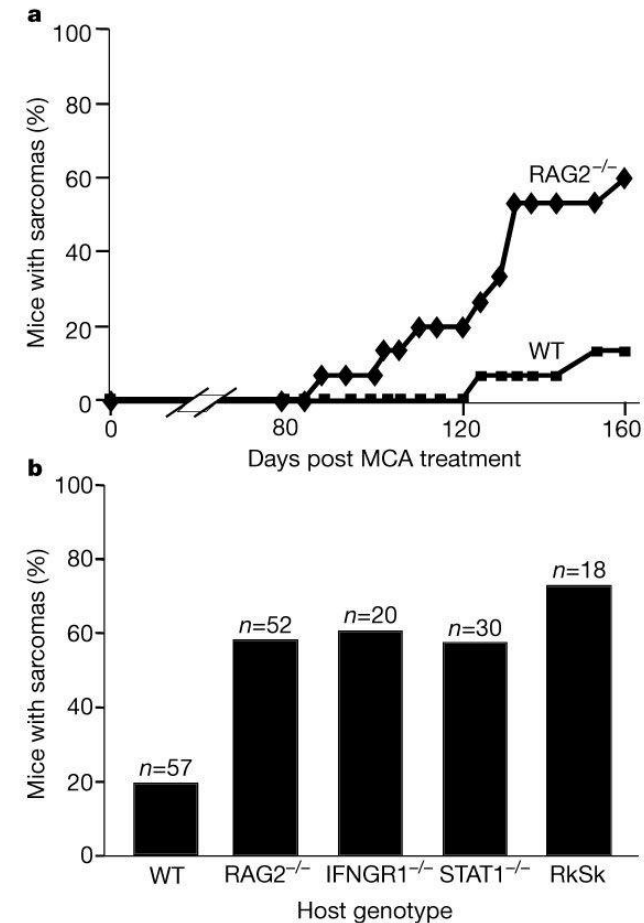 a
100
80
60
40
20
0
Mice with sarcomas (%)
RAG2⁻/⁻
WT
0 80 120 160
Days post MCA treatment
b
100
80
60
40
20
0
Mice with sarcomas (%)
n=57
n=52
n=20
n=30
n=18
WT RAG2⁻/⁻ IFNGR1⁻/⁻ STAT1⁻/⁻ RkSk
Host genotype